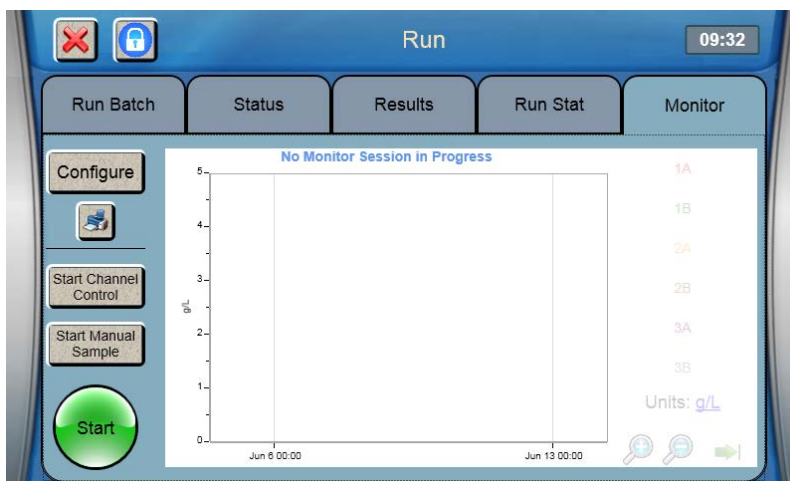 Run
09:32
Run Batch
Status
Results
Run Stat
Monitor
Configure
Start Channel
Control
Start Manual
Sample
Start
No Monitor Session in Progress
5
4
3
2
1
0
g/L
Jun 6 00:00
Jun 13 00:00
1A
1B
2A
2B
3A
3B
Units: g/L